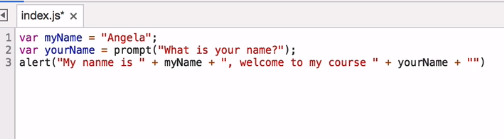 index.js* ×
1 var myName = "Angela";
2 var yourName = prompt("What is your name?");
3 alert("My nanme is " + myName + ", welcome to my course " + yourName + "")